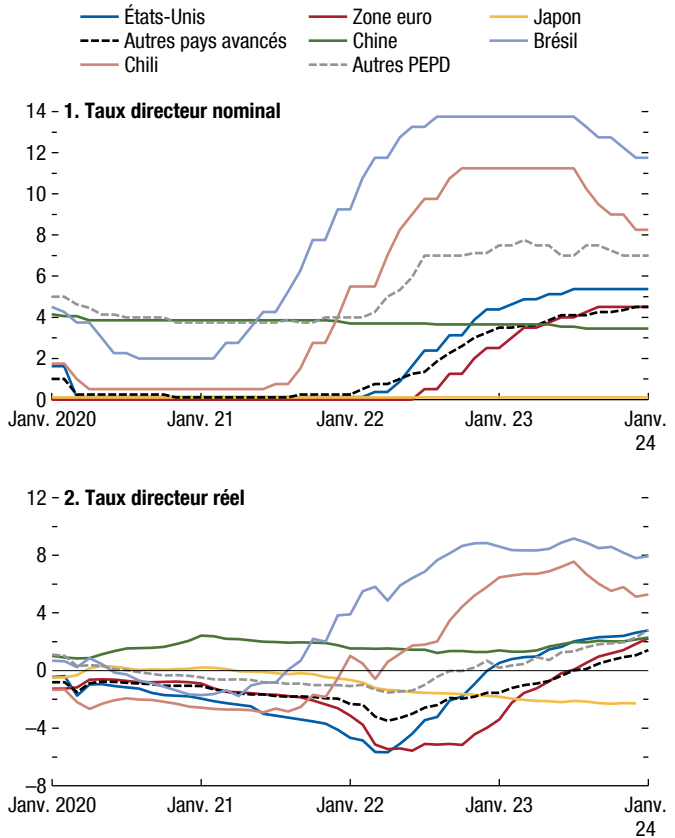 États-Unis Zone euro Japon
Autres pays avancés Chine Brésil
Chili Autres PEPD
1. Taux directeur nominal
14
12
10
8
6
4
2
0
Janv. 2020 Janv. 21 Janv. 22 Janv. 23 Janv.
24
2. Taux directeur réel
12
8
4
0
–4
–8
Janv. 2020 Janv. 21 Janv. 22 Janv. 23 Janv.
24